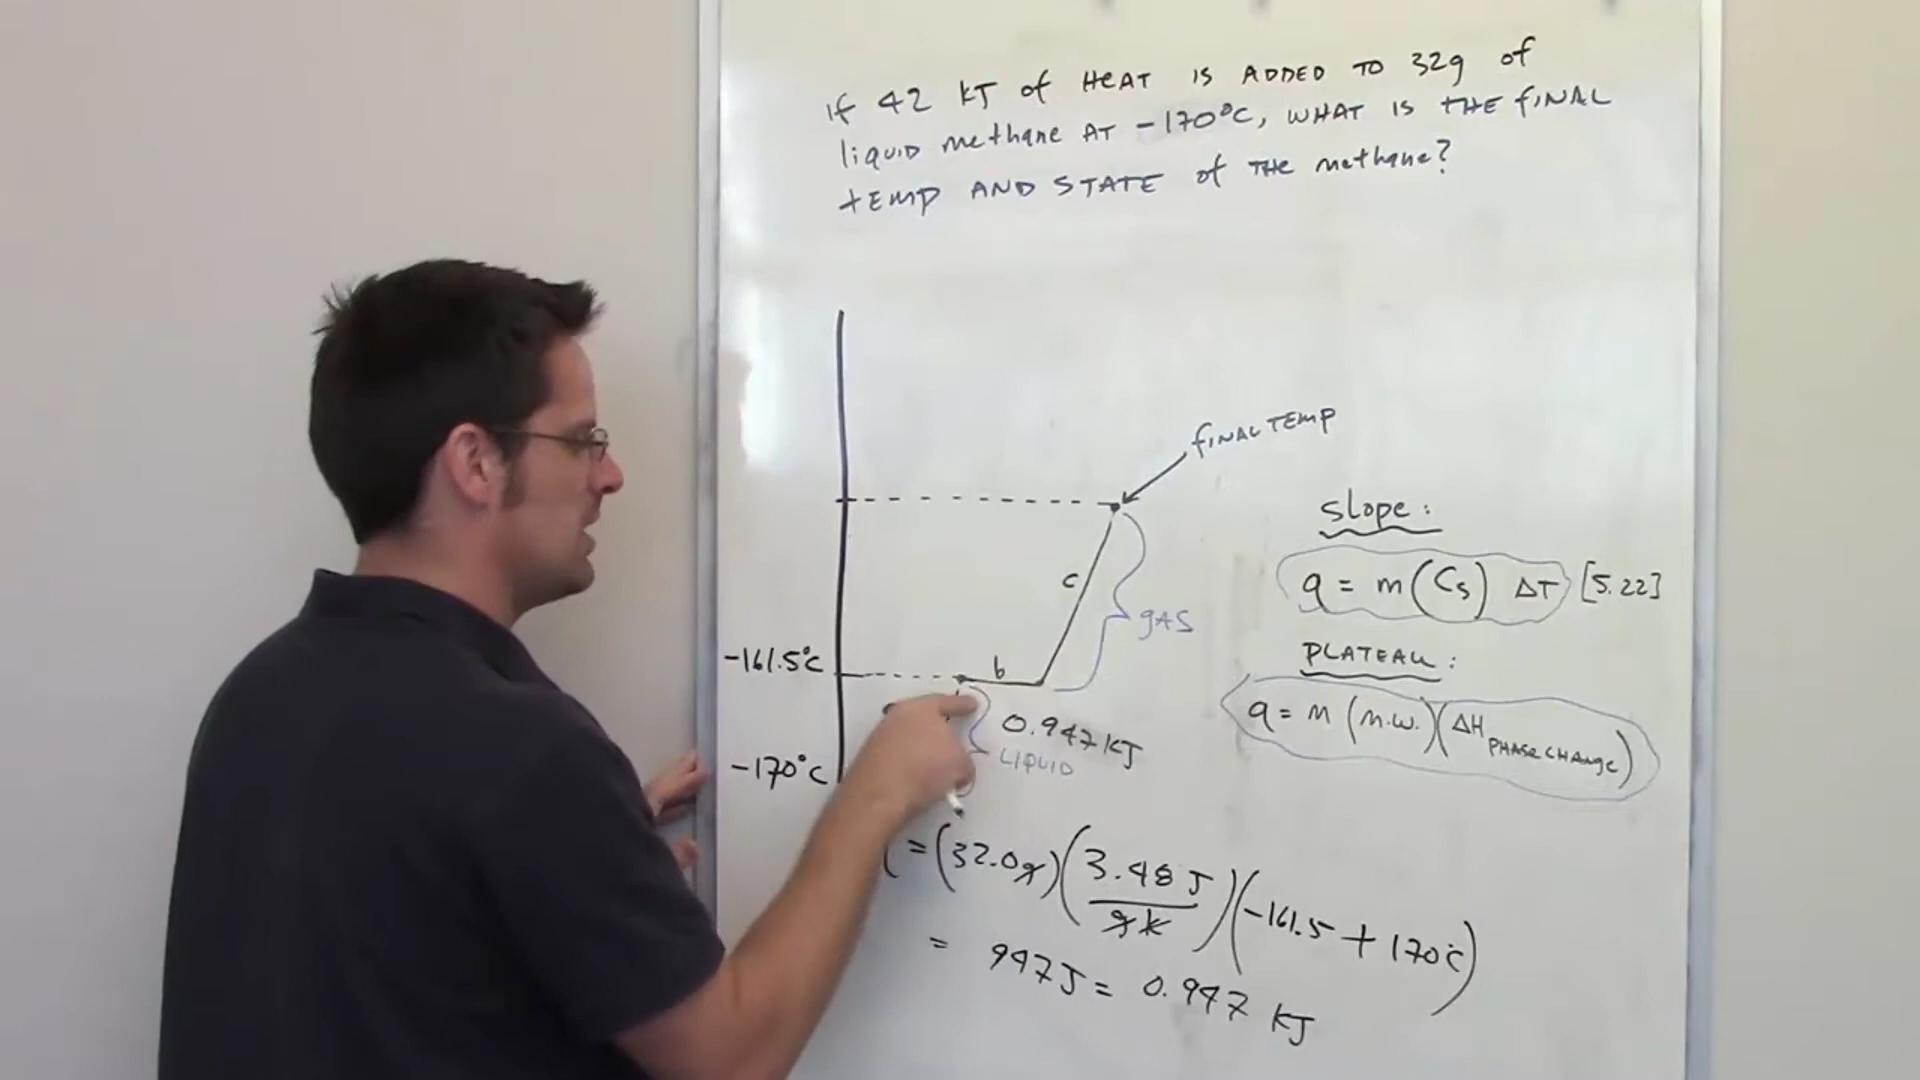 If 42 KJ of HEAT IS ADDED TO 32g of
liquid methane AT -170°C, WHAT IS THE fINAL
tEMP AND STATE of THE methane?
fINAL TEMP
c
gAS
-161.5°C
b
0.947 KJ
LIQUID
-170°C
slope:
q = m (Cs) ΔT [5.22]
PLATEAU:
q = m (m.w.)(ΔH PHASE CHANGE)
= (32.0g)(3.48 J / g K)(-161.5 + 170°C)
= 947 J = 0.947 KJ